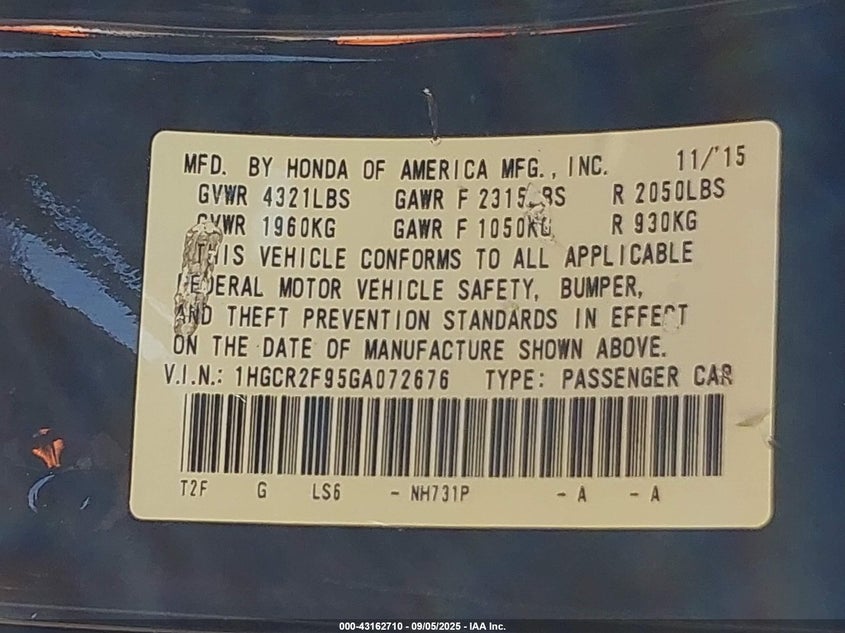 MFD. BY HONDA OF AMERICA MFG., INC. 11/'15
GVWR 4321LBS GAWR F 2315LBS R 2050LBS
GVWR 1960KG GAWR F 1050KG R 930KG
THIS VEHICLE CONFORMS TO ALL APPLICABLE
FEDERAL MOTOR VEHICLE SAFETY, BUMPER,
AND THEFT PREVENTION STANDARDS IN EFFECT
ON THE DATE OF MANUFACTURE SHOWN ABOVE.
V.I.N.: 1HGCR2F95GA072676 TYPE: PASSENGER CAR
T2F G LS6 - NH731P - A - A
000-43162710 - 09/05/2025 - IAA Inc.